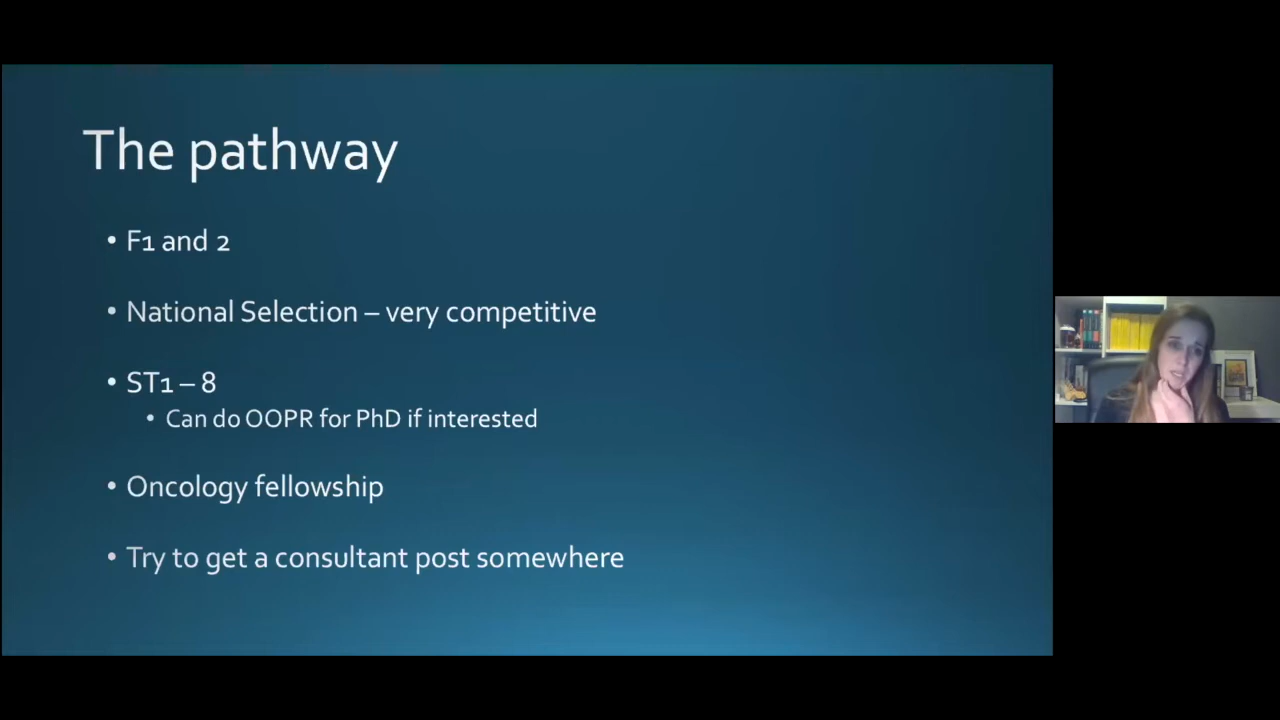 The pathway
• F1 and 2
• National Selection – very competitive
• ST1 – 8
• Can do OOPR for PhD if interested
• Oncology fellowship
• Try to get a consultant post somewhere